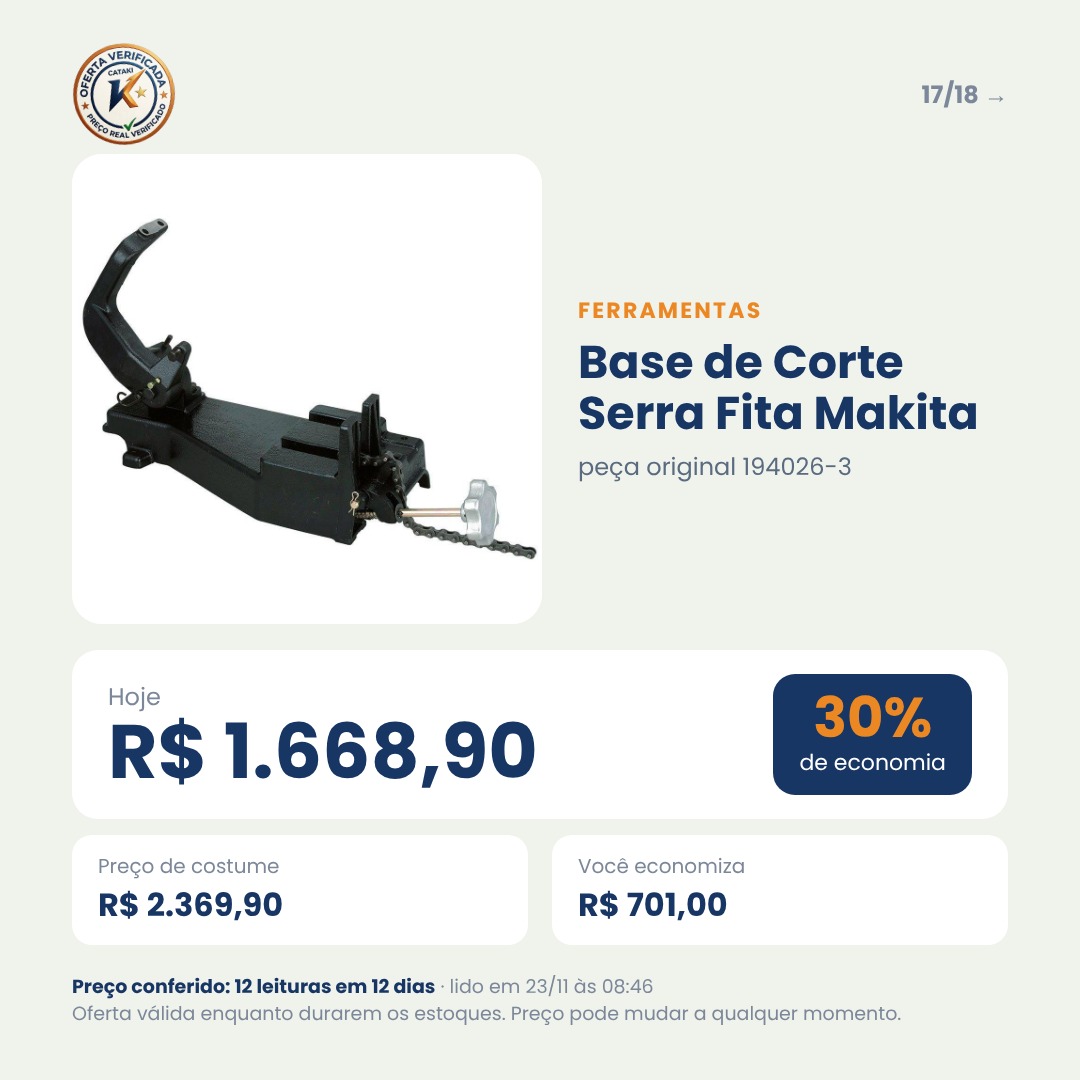 OFERTA VERIFICADA
CATAKI
K
PREÇO REAL VERIFICADO
17/18 →
FERRAMENTAS
Base de Corte
Serra Fita Makita
peça original 194026-3
Hoje
R$ 1.668,90
30%
de economia
Preço de costume
R$ 2.369,90
Você economiza
R$ 701,00
Preço conferido: 12 leituras em 12 dias · lido em 23/11 às 08:46
Oferta válida enquanto durarem os estoques. Preço pode mudar a qualquer momento.